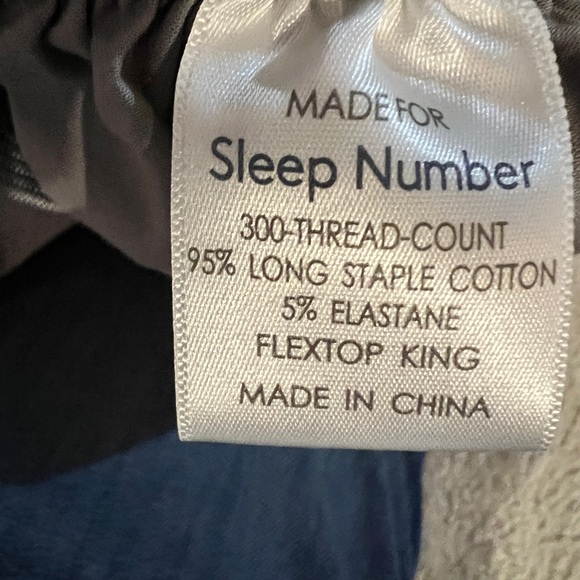 MADE FOR
Sleep Number
300-THREAD-COUNT
95% LONG STAPLE COTTON
5% ELASTANE
FLEXTOP KING
MADE IN CHINA